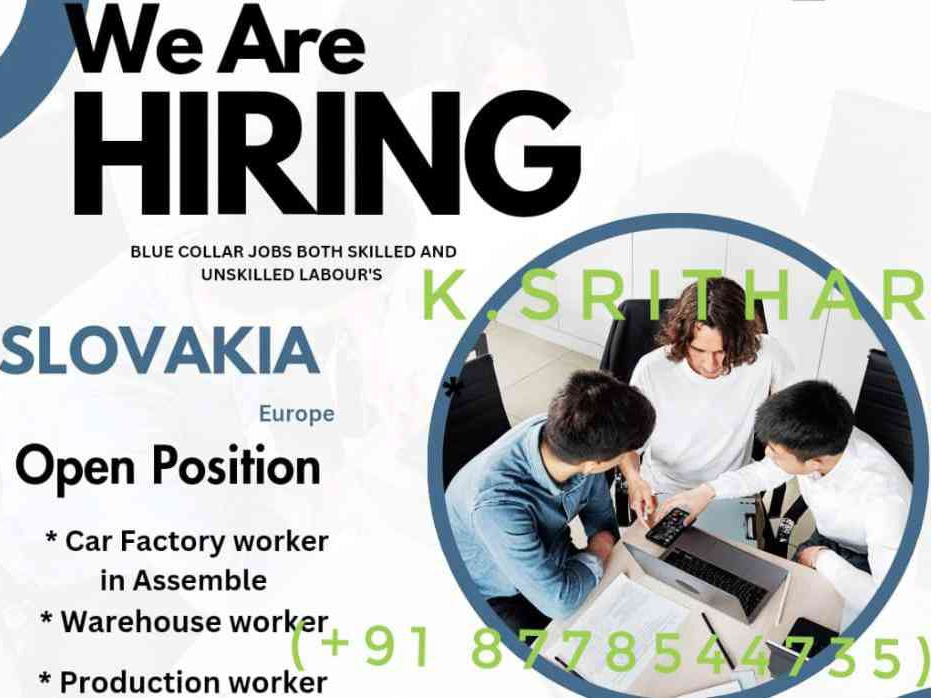 We Are
HIRING
BLUE COLLAR JOBS BOTH SKILLED AND
UNSKILLED LABOUR'S
K.SRITHAR
SLOVAKIA
*
Europe
Open Position
* Car Factory worker
in Assemble
* Warehouse worker
(+91 8778544735)
* Production worker